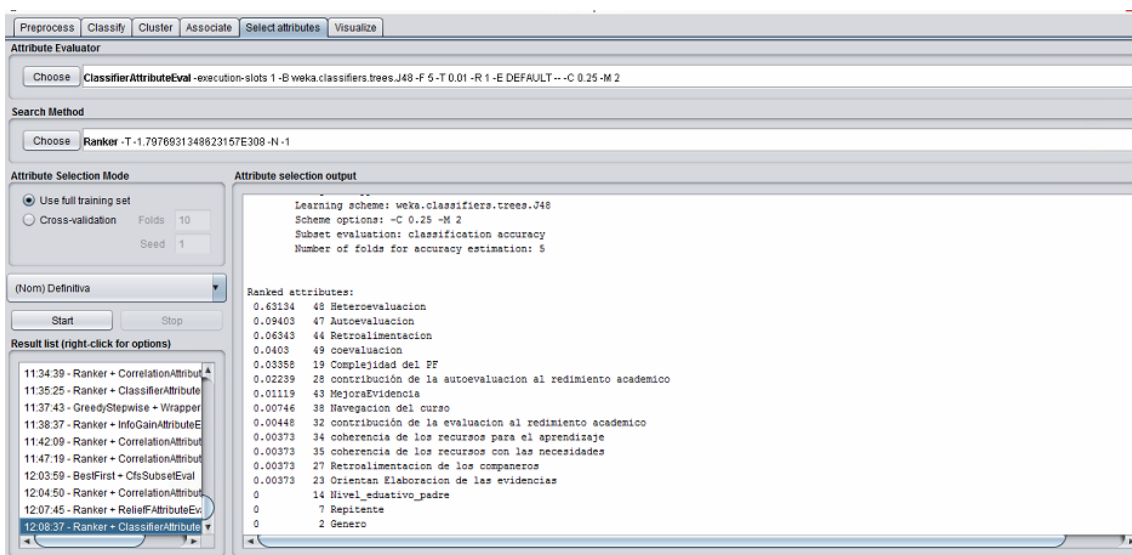 Preprocess Classify Cluster Associate Select attributes Visualize
Attribute Evaluator
Choose ClassifierAttributeEval -execution-slots 1 -B weka.classifiers.trees.J48 -F 5 -T 0.01 -R 1 -E DEFAULT -- -C 0.25 -M 2
Search Method
Choose Ranker -T -1.7976931348623157E308 -N -1
Attribute Selection Mode
Use full training set
Cross-validation Folds 10
Seed 1
(Nom) Definitiva
Start Stop
Result list (right-click for options)
11:34:39 - Ranker + CorrelationAttribut
11:35:25 - Ranker + ClassifierAttribute
11:37:43 - GreedyStepwise + Wrapper
11:38:37 - Ranker + InfoGainAttributeE
11:42:09 - Ranker + CorrelationAttribut
11:47:19 - Ranker + CorrelationAttribut
12:03:59 - BestFirst + CfsSubsetEval
12:04:50 - Ranker + CorrelationAttribut
12:07:45 - Ranker + ReliefFAttributeEv
12:08:37 - Ranker + ClassifierAttribute
Attribute selection output
Learning scheme: weka.classifiers.trees.J48
Scheme options: -C 0.25 -M 2
Subset evaluation: classification accuracy
Number of folds for accuracy estimation: 5
Ranked attributes:
0.63134 48 Heteroevaluacion
0.09403 47 Autoevaluacion
0.06343 44 Retroalimentacion
0.0403 49 coevaluacion
0.03358 19 Complejidad del PF
0.02239 28 contribución de la autoevaluacion al redimiento academico
0.01119 43 MejoraEvidencia
0.00746 38 Navegacion del curso
0.00448 32 contribución de la evaluacion al redimiento academico
0.00373 34 coherencia de los recursos para el aprendizaje
0.00373 35 coherencia de los recursos con las necesidades
0.00373 27 Retroalimentacion de los companeros
0.00373 23 Orientan Elaboracion de las evidencias
0 14 Nivel_eduativo_padre
0 7 Repitente
0 2 Genero